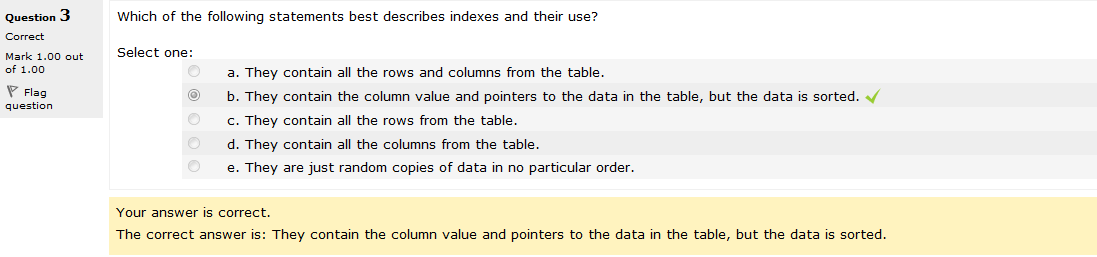 Question 3
Correct
Mark 1.00 out
of 1.00
Flag
question
Which of the following statements best describes indexes and their use?
Select one:
a. They contain all the rows and columns from the table.
b. They contain the column value and pointers to the data in the table, but the data is sorted.
c. They contain all the rows from the table.
d. They contain all the columns from the table.
e. They are just random copies of data in no particular order.
Your answer is correct.
The correct answer is: They contain the column value and pointers to the data in the table, but the data is sorted.